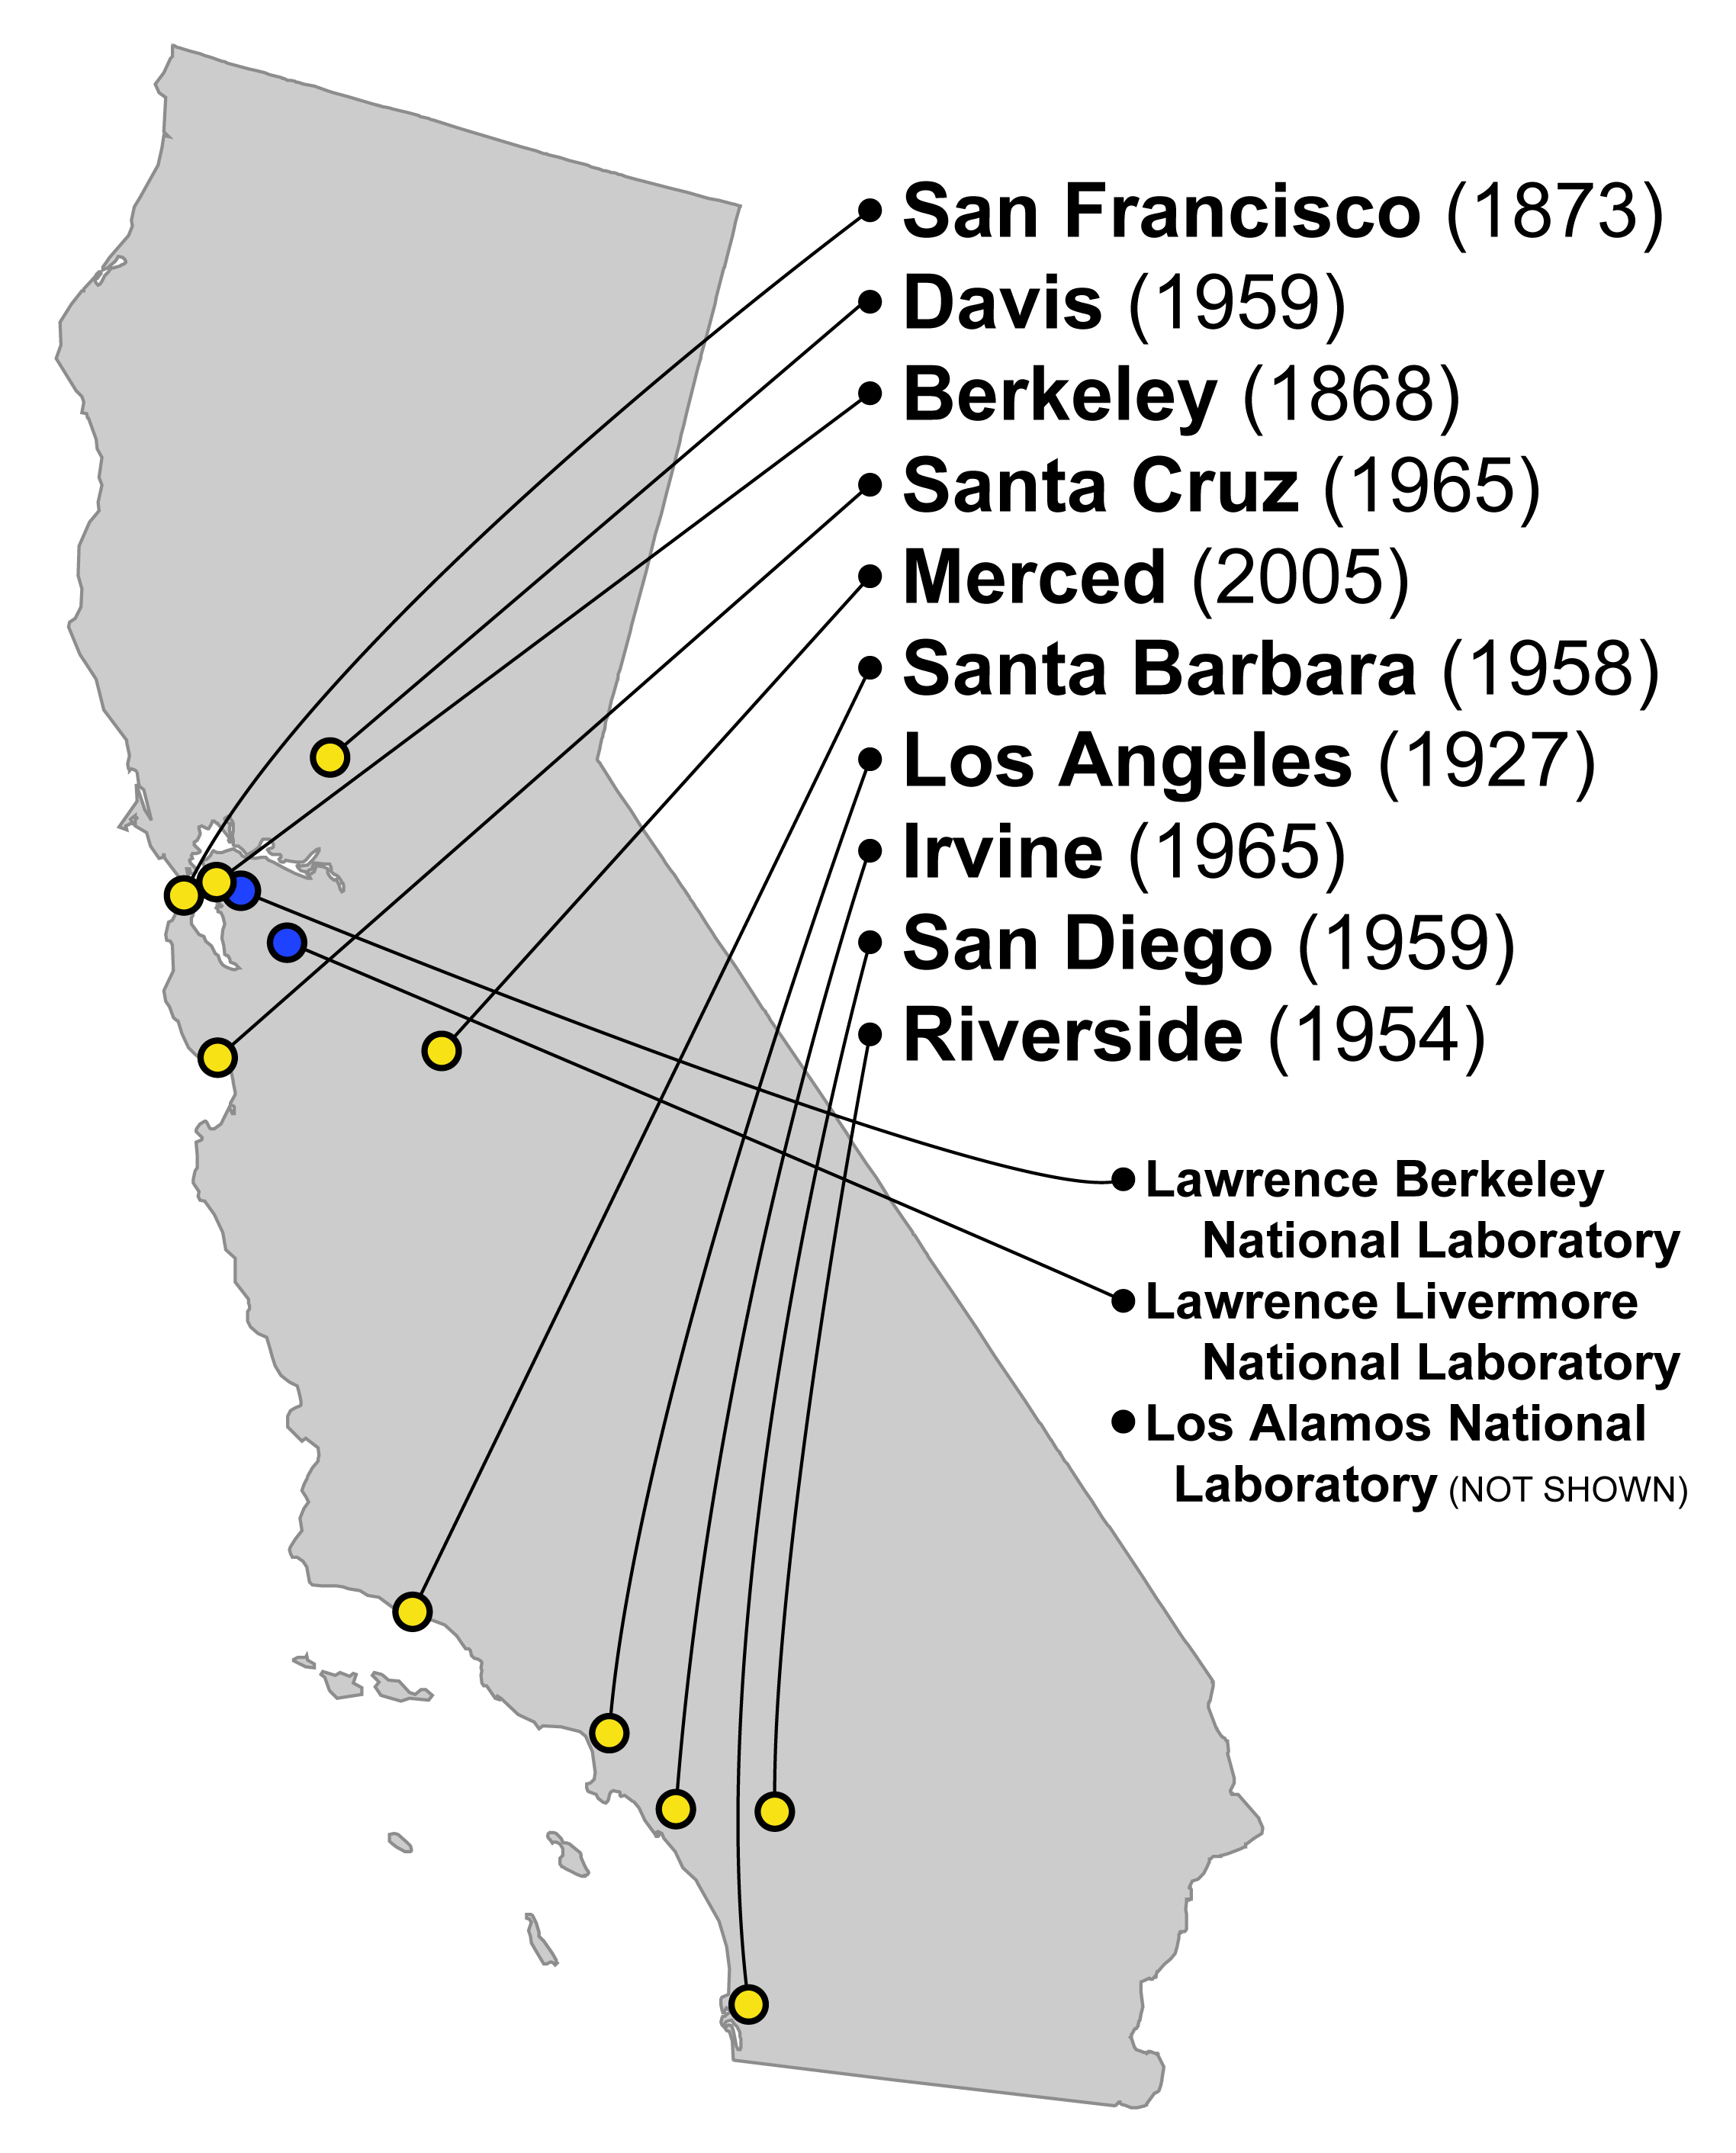 San Francisco (1873)
Davis (1959)
Berkeley (1868)
Santa Cruz (1965)
Merced (2005)
Santa Barbara (1958)
Los Angeles (1927)
Irvine (1965)
San Diego (1959)
Riverside (1954)
Lawrence Berkeley
National Laboratory
Lawrence Livermore
National Laboratory
Los Alamos National
Laboratory (NOT SHOWN)